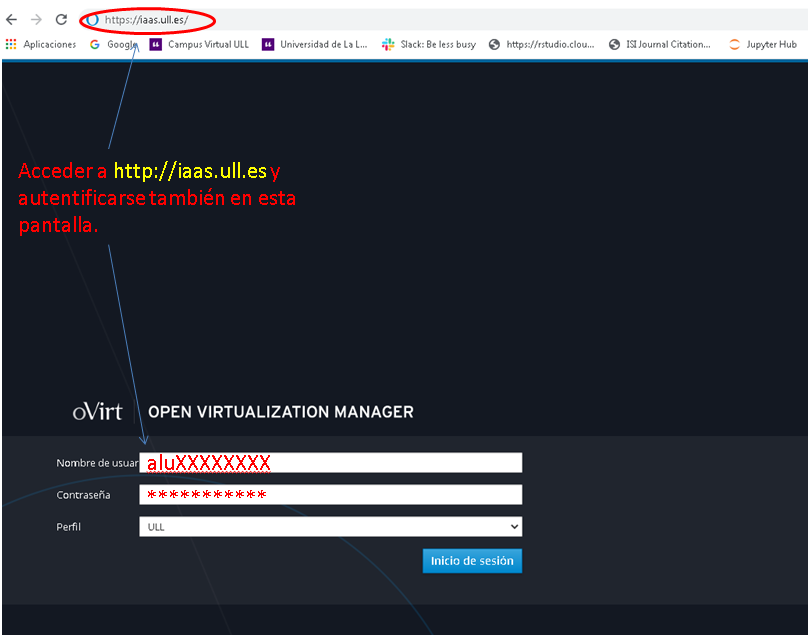 https://iaas.ull.es/
Aplicaciones Google Campus Virtual ULL Universidad de La L... Slack: Be less busy https://rstudio.clou... ISI Journal Citation... Jupyter Hub
Acceder a http://iaas.ull.es y
autentificarse también en esta
pantalla.
oVirt OPEN VIRTUALIZATION MANAGER
Nombre de usuar aluXXXXXXXX
Contraseña ***********
Perfil ULL
Inicio de sesión